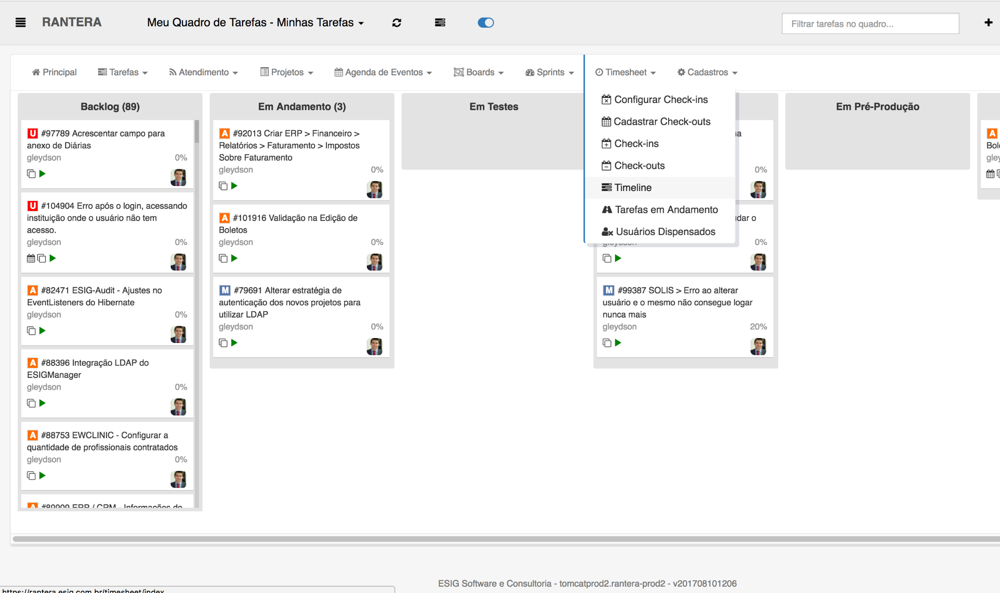 RANTERA
Meu Quadro de Tarefas - Minhas Tarefas
Filtrar tarefas no quadro...
Principal
Tarefas
Atendimento
Projetos
Agenda de Eventos
Boards
Sprints
Timesheet
Cadastros
Configurar Check-ins
Cadastrar Check-outs
Check-ins
Check-outs
Timeline
Tarefas em Andamento
Usuários Dispensados
Backlog (89)
U #97789 Acrescentar campo para
anexo de Diárias
gleydson 0%
U #104904 Erro após o login, acessando
instituição onde o usuário não tem
acesso.
gleydson 0%
A #82471 ESIG-Audit - Ajustes no
EventListeners do Hibernate
gleydson 0%
A #88396 Integração LDAP do
ESIGManager
gleydson 0%
A #88753 EWCLINIC - Configurar a
quantidade de profissionais contratados
gleydson 0%
A #89909 ERP / CRM - Informações do
Em Andamento (3)
A #92013 Criar ERP > Financeiro >
Relatórios > Faturamento > Impostos
Sobre Faturamento
gleydson 0%
A #101916 Validação na Edição de
Boletos
gleydson 0%
M #79691 Alterar estratégia de
autenticação dos novos projetos para
utilizar LDAP
gleydson 0%
Em Testes
0%
o
gleydson 0%
M #99387 SOLIS > Erro ao alterar
usuário e o mesmo não consegue logar
nunca mais
gleydson 20%
Em Pré-Produção
A
ESIG Software e Consultoria - tomcatprod2.rantera-prod2 - v201708101206
https://rantera.esig.com.br/timesheet/index